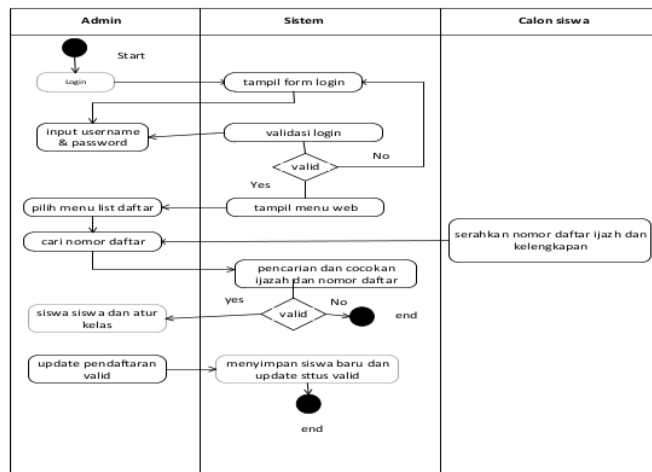 Admin
Sistem
Calon siswa
Start
Login
tampil form login
input username
& password
validasi login
valid
No
Yes
pilih menu list daftar
tampil menu web
serahkan nomor daftar ijazh dan
kelengkapan
cari nomor daftar
pencarian dan cocokan
ijazah dan nomor daftar
yes
No
siswa siswa dan atur
kelas
valid
end
update pendaftaran
valid
menyimpan siswa baru dan
update sttus valid
end